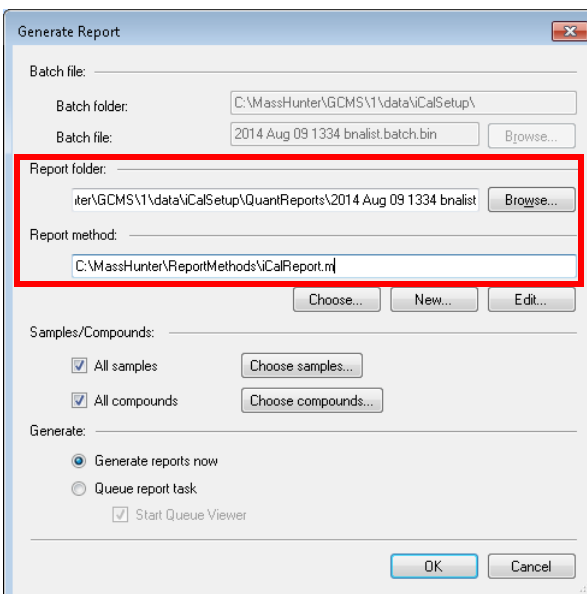 Generate Report
Batch file:
Batch folder: C:\MassHunter\GCMS\1\data\iCalSetup\
Batch file: 2014 Aug 09 1334 bnalist.batch.bin Browse...
Report folder:
ıter\GCMS\1\data\iCalSetup\QuantReports\2014 Aug 09 1334 bnalist Browse...
Report method:
C:\MassHunter\ReportMethods\iCalReport.m
Choose... New... Edit...
Samples/Compounds:
All samples Choose samples...
All compounds Choose compounds...
Generate:
Generate reports now
Queue report task
Start Queue Viewer
OK Cancel